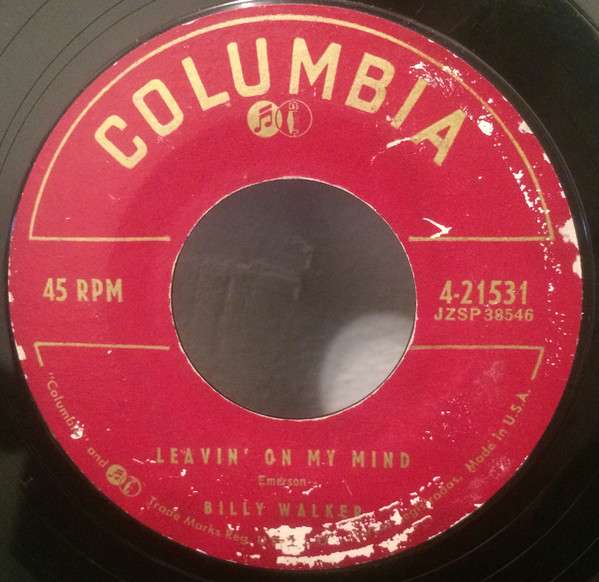 COLUMBIA
45 RPM
4-21531
JZSP 38546
LEAVIN' ON MY MIND
Emerson
BILLY WALKER
"Columbia" and Trade Marks Reg. Made in U.S.A.